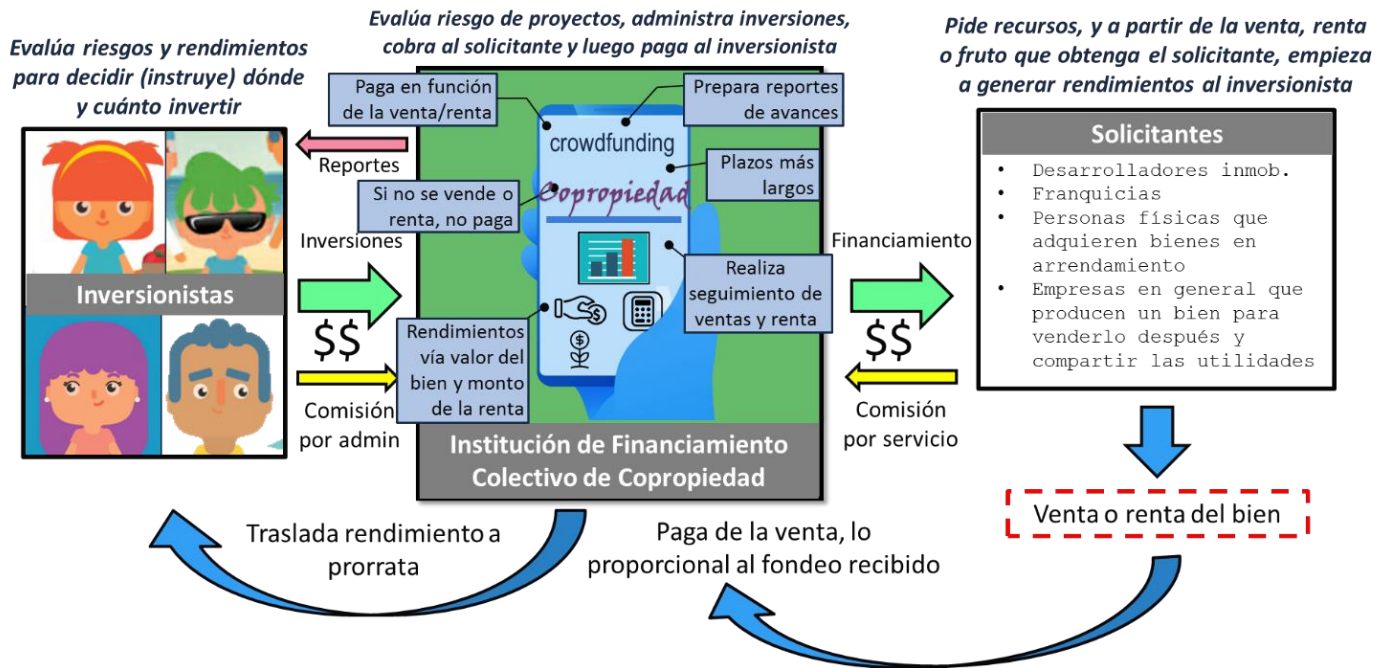 Evalúa riesgos y rendimientos
para decidir (instruye) dónde
y cuánto invertir
Evalúa riesgo de proyectos, administra inversiones,
cobra al solicitante y luego paga al inversionista
Pide recursos, y a partir de la venta, renta
o fruto que obtenga el solicitante, empieza
a generar rendimientos al inversionista
Inversionistas
Reportes
Inversiones
$$
Comisión
por admin
Paga en función
de la venta/renta
Prepara reportes
de avances
crowdfunding
Plazos más
largos
Si no se vende o
renta, no paga
Copropiedad
Realiza
seguimiento de
ventas y renta
Rendimientos
vía valor del
bien y monto
de la renta
$
$
Institución de Financiamiento
Colectivo de Copropiedad
Financiamiento
$$
Comisión
por servicio
Solicitantes
• Desarrolladores inmob.
• Franquicias
• Personas físicas que
adquieren bienes en
arrendamiento
• Empresas en general que
producen un bien para
venderlo después y
compartir las utilidades
Venta o renta del bien
Traslada rendimiento a
prorrata
Paga de la venta, lo
proporcional al fondeo recibido